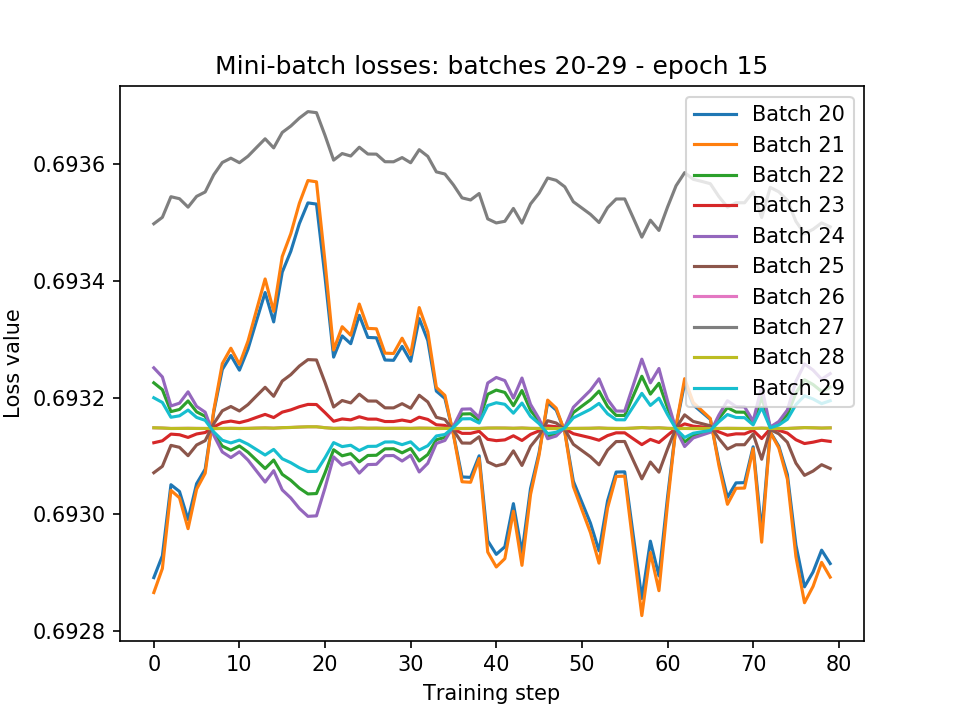 Mini-batch losses: batches 20-29 - epoch 15
Loss value
0.6936
0.6934
0.6932
0.6930
0.6928
Batch 20
Batch 21
Batch 22
Batch 23
Batch 24
Batch 25
Batch 26
Batch 27
Batch 28
Batch 29
0 10 20 30 40 50 60 70 80
Training step